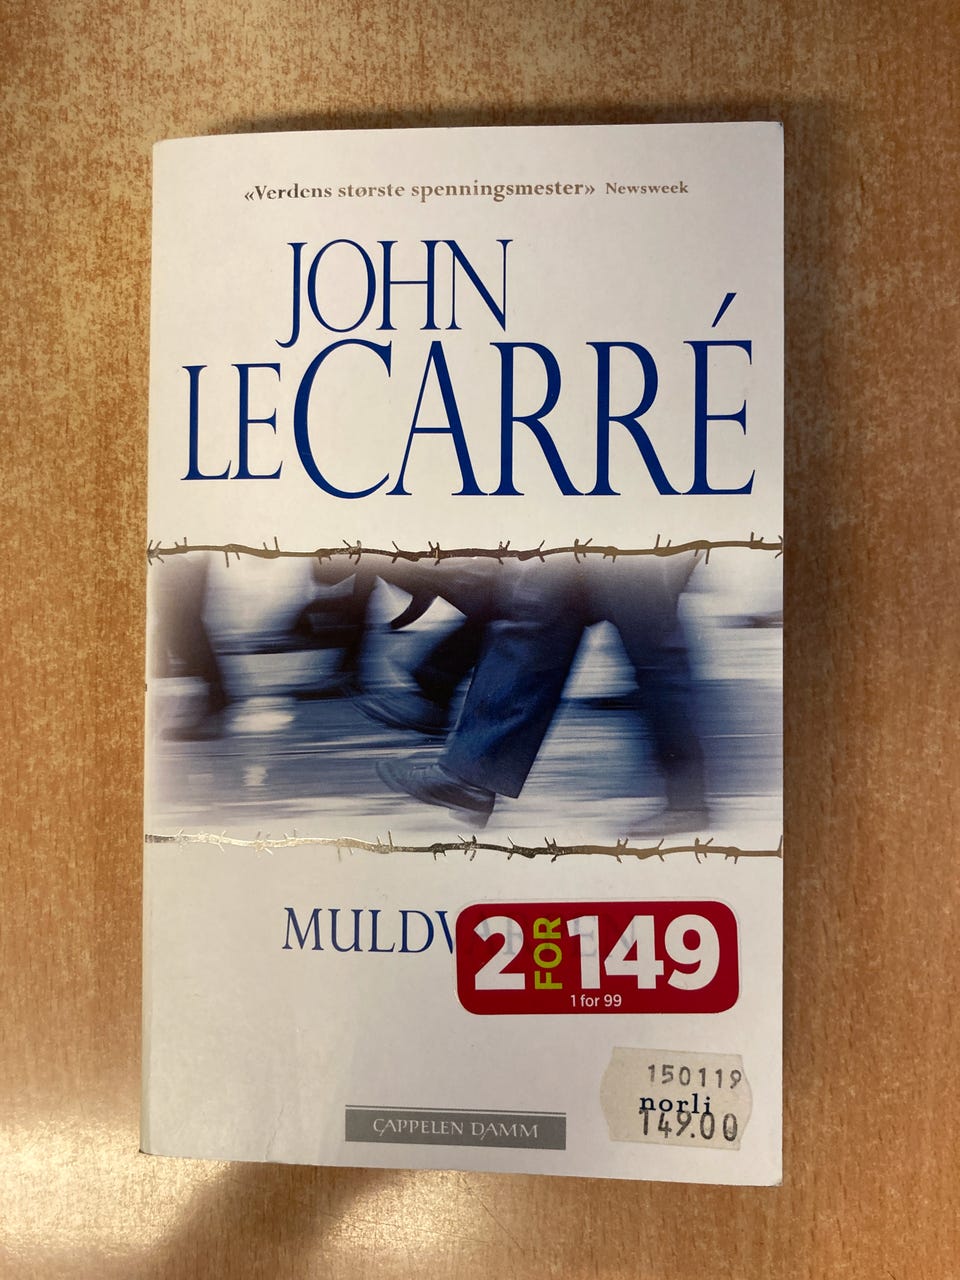 «Verdens største spenningsmester» Newsweek
JOHN
LE CARRÉ
MULDVARPEN
2 FOR 149
1 for 99
150119
norli
149.00
CAPPELEN DAMM